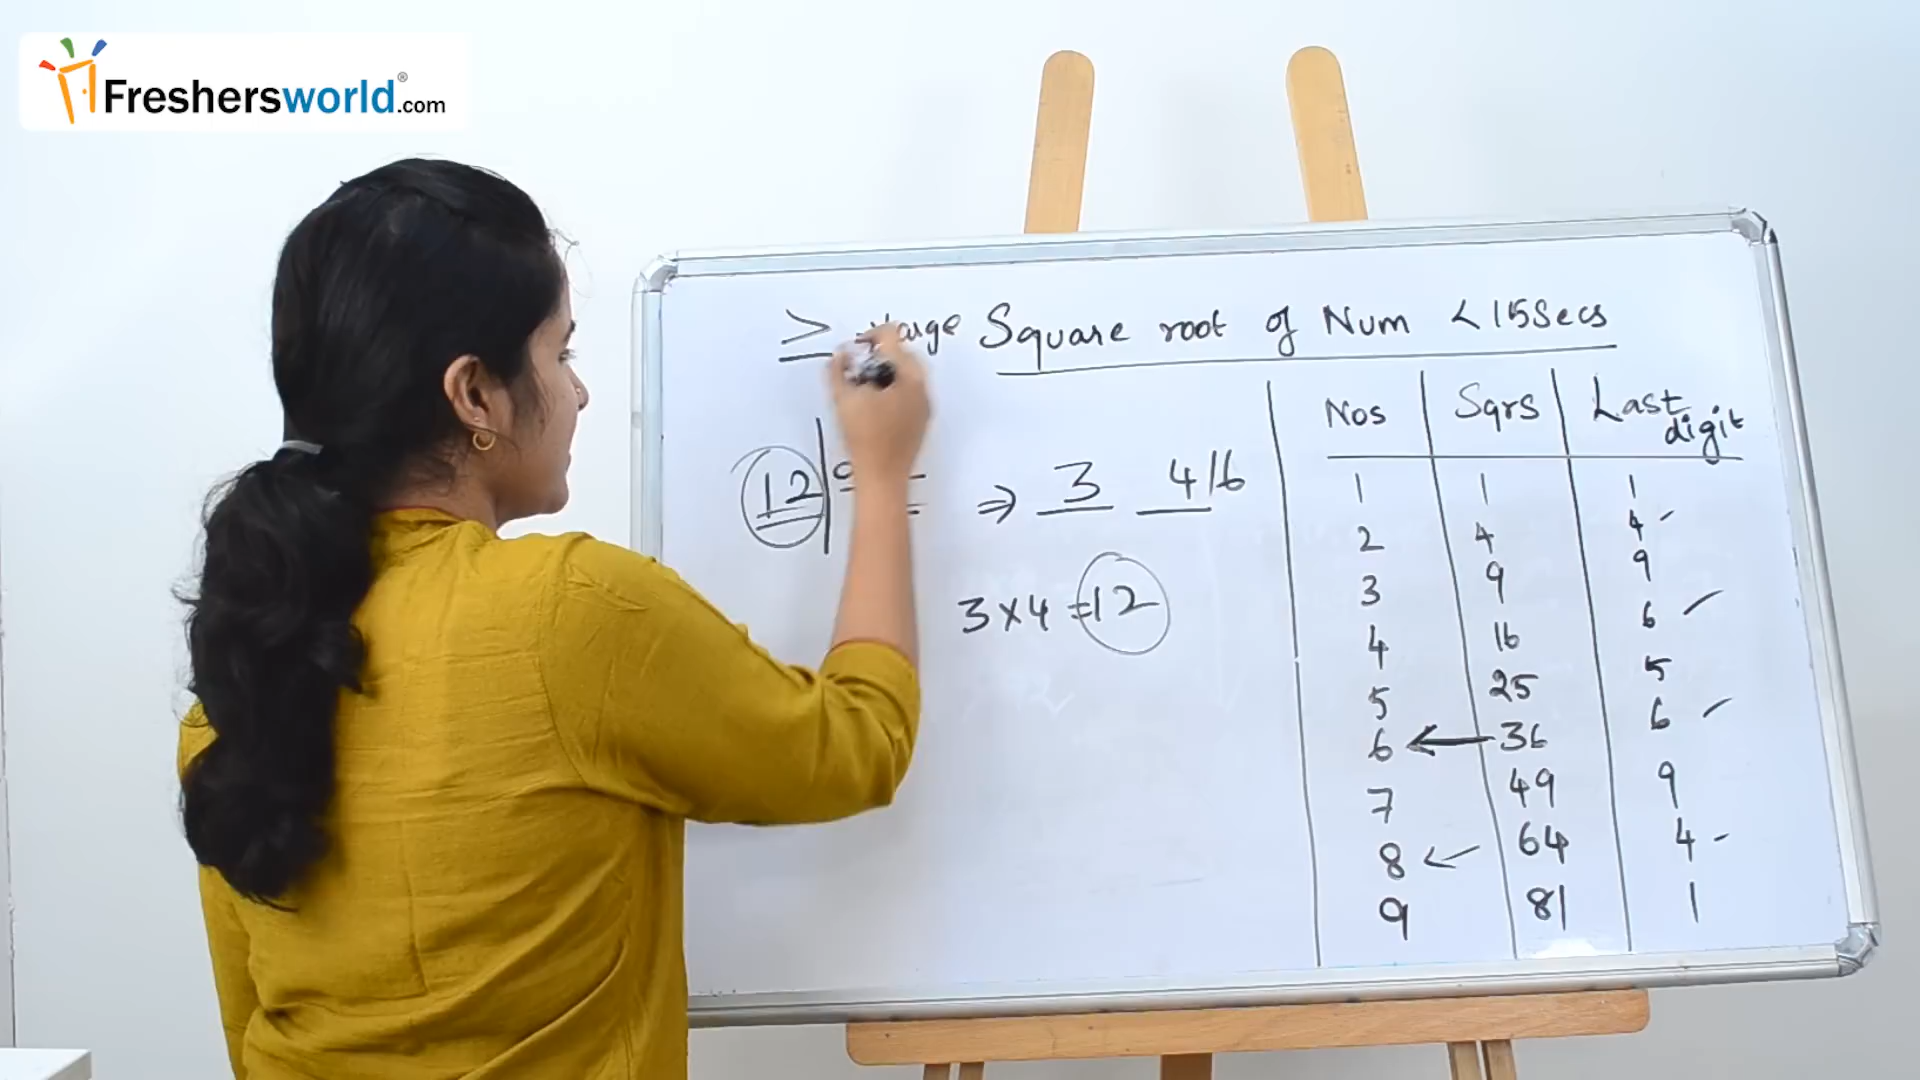 Freshersworld.com®
≥ → large Square root of Num < 15Secs
Nos Sqrs Last digit
12 9
⇒ 3 4/6
3 x 4 = 12
1 1 1
2 4 4
3 9 9
4 16 6
5 25 5
6 ← 36 6
7 49 9
8 ← 64 4
9 81 1